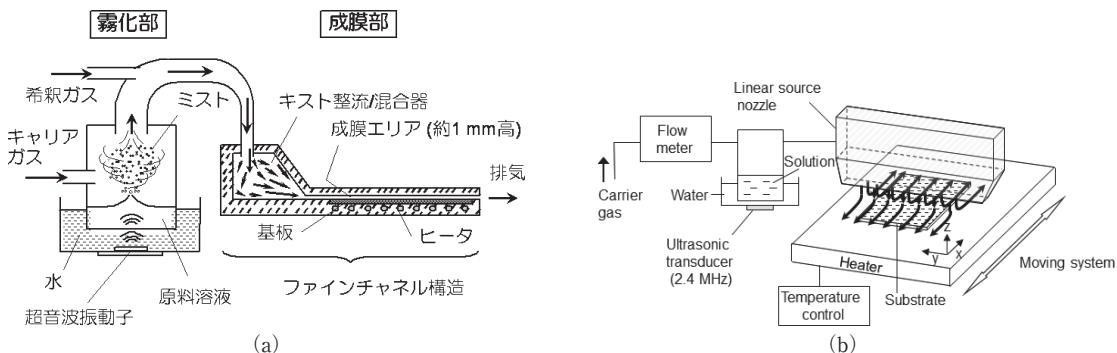 霧化部
成膜部
希釈ガス
ミスト
キスト整流/混合器
成膜エリア (約1 mm高)
キャリア
ガス
排気
基板
ヒータ
水
原料溶液
超音波振動子
ファインチャネル構造
(a)
Linear source
nozzle
Flow
meter
Solution
Carrier
gas
Water
Ultrasonic
transducer
(2.4 MHz)
z
y
x
Heater
Moving system
Substrate
Temperature
control
(b)